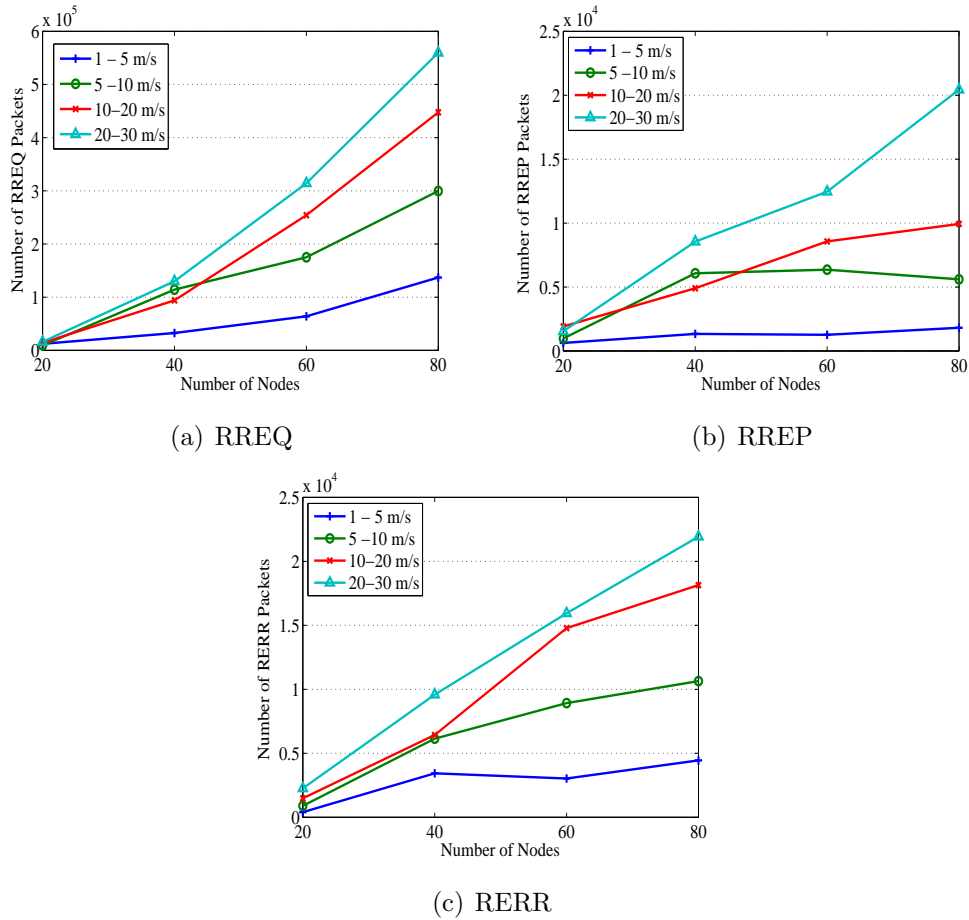 x 10^5
6
5
4
3
2
1
0
20 40 60 80
Number of Nodes
Number of RREQ Packets
1 – 5 m/s
5 –10 m/s
10–20 m/s
20–30 m/s
(a) RREQ
x 10^4
2.5
2
1.5
1
0.5
0
20 40 60 80
Number of Nodes
Number of RREP Packets
1 – 5 m/s
5 –10 m/s
10–20 m/s
20–30 m/s
(b) RREP
x 10^4
2.5
2
1.5
1
0.5
0
20 40 60 80
Number of Nodes
Number of RERR Packets
1 – 5 m/s
5 –10 m/s
10–20 m/s
20–30 m/s
(c) RERR